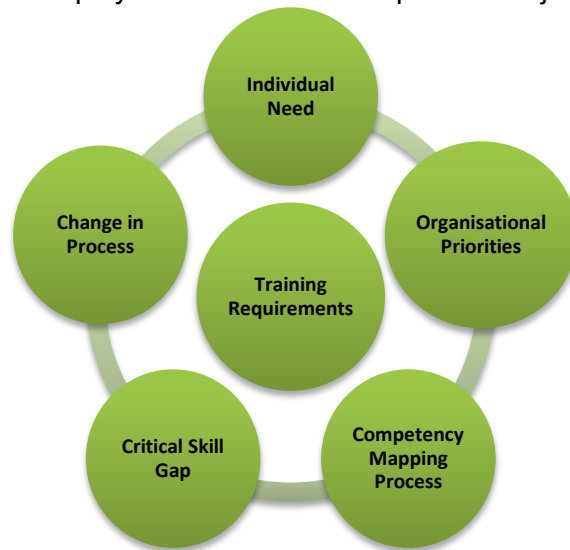 Individual
Need
Organisational
Priorities
Competency
Mapping
Process
Critical Skill
Gap
Change in
Process
Training
Requirements